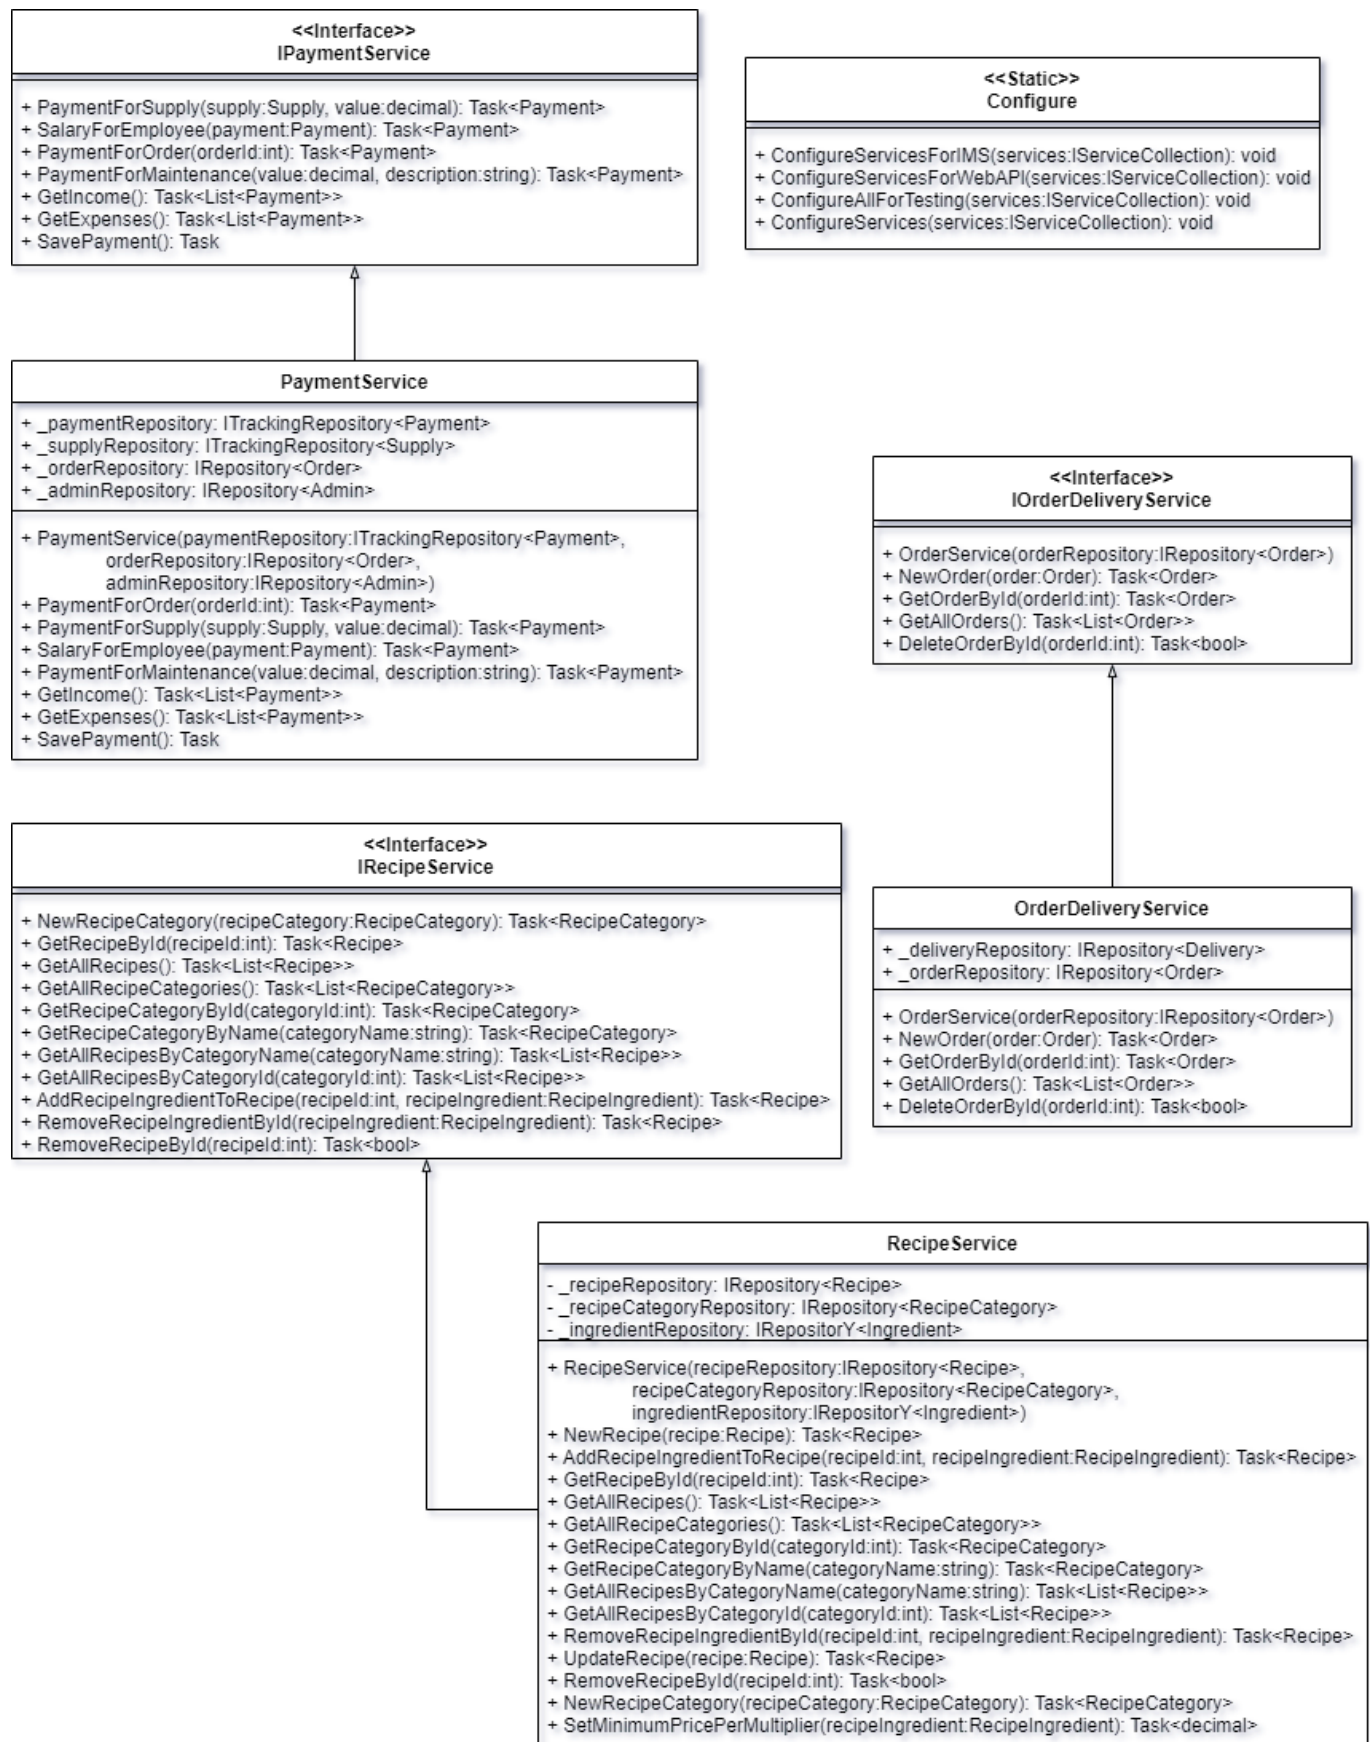 <<Interface>>
IPaymentService
+ PaymentForSupply(supply:Supply, value:decimal): Task<Payment>
+ SalaryForEmployee(payment:Payment): Task<Payment>
+ PaymentForOrder(orderId:int): Task<Payment>
+ PaymentForMaintenance(value:decimal, description:string): Task<Payment>
+ GetIncome(): Task<List<Payment>>
+ GetExpenses(): Task<List<Payment>>
+ SavePayment(): Task
<<Static>>
Configure
+ ConfigureServicesForIMS(services:IServiceCollection): void
+ ConfigureServicesForWebAPI(services:IServiceCollection): void
+ ConfigureAllForTesting(services:IServiceCollection): void
+ ConfigureServices(services:IServiceCollection): void
PaymentService
+ _paymentRepository: ITrackingRepository<Payment>
+ _supplyRepository: ITrackingRepository<Supply>
+ _orderRepository: IRepository<Order>
+ _adminRepository: IRepository<Admin>
+ PaymentService(paymentRepository:ITrackingRepository<Payment>,
orderRepository:IRepository<Order>,
adminRepository:IRepository<Admin>)
+ PaymentForOrder(orderId:int): Task<Payment>
+ PaymentForSupply(supply:Supply, value:decimal): Task<Payment>
+ SalaryForEmployee(payment:Payment): Task<Payment>
+ PaymentForMaintenance(value:decimal, description:string): Task<Payment>
+ GetIncome(): Task<List<Payment>>
+ GetExpenses(): Task<List<Payment>>
+ SavePayment(): Task
<<Interface>>
IOrderDeliveryService
+ OrderService(orderRepository:IRepository<Order>)
+ NewOrder(order:Order): Task<Order>
+ GetOrderById(orderId:int): Task<Order>
+ GetAllOrders(): Task<List<Order>>
+ DeleteOrderById(orderId:int): Task<bool>
<<Interface>>
IRecipeService
+ NewRecipeCategory(recipeCategory:RecipeCategory): Task<RecipeCategory>
+ GetRecipeById(recipeId:int): Task<Recipe>
+ GetAllRecipes(): Task<List<Recipe>>
+ GetAllRecipeCategories(): Task<List<RecipeCategory>>
+ GetRecipeCategoryById(categoryId:int): Task<RecipeCategory>
+ GetRecipeCategoryByName(categoryName:string): Task<RecipeCategory>
+ GetAllRecipesByCategoryName(categoryName:string): Task<List<Recipe>>
+ GetAllRecipesByCategoryId(categoryId:int): Task<List<Recipe>>
+ AddRecipeIngredientToRecipe(recipeId:int, recipeIngredient:RecipeIngredient): Task<Recipe>
+ RemoveRecipeIngredientById(recipeIngredient:RecipeIngredient): Task<Recipe>
+ RemoveRecipeById(recipeId:int): Task<bool>
OrderDeliveryService
+ _deliveryRepository: IRepository<Delivery>
+ _orderRepository: IRepository<Order>
+ OrderService(orderRepository:IRepository<Order>)
+ NewOrder(order:Order): Task<Order>
+ GetOrderById(orderId:int): Task<Order>
+ GetAllOrders(): Task<List<Order>>
+ DeleteOrderById(orderId:int): Task<bool>
RecipeService
- _recipeRepository: IRepository<Recipe>
- _recipeCategoryRepository: IRepository<RecipeCategory>
- _ingredientRepository: IRepositorY<Ingredient>
+ RecipeService(recipeRepository:IRepository<Recipe>,
recipeCategoryRepository:IRepository<RecipeCategory>,
ingredientRepository:IRepositorY<Ingredient>)
+ NewRecipe(recipe:Recipe): Task<Recipe>
+ AddRecipeIngredientToRecipe(recipeId:int, recipeIngredient:RecipeIngredient): Task<Recipe>
+ GetRecipeById(recipeId:int): Task<Recipe>
+ GetAllRecipes(): Task<List<Recipe>>
+ GetAllRecipeCategories(): Task<List<RecipeCategory>>
+ GetRecipeCategoryById(categoryId:int): Task<RecipeCategory>
+ GetRecipeCategoryByName(categoryName:string): Task<RecipeCategory>
+ GetAllRecipesByCategoryName(categoryName:string): Task<List<Recipe>>
+ GetAllRecipesByCategoryId(categoryId:int): Task<List<Recipe>>
+ RemoveRecipeIngredientById(recipeId:int, recipeIngredient:RecipeIngredient): Task<Recipe>
+ UpdateRecipe(recipe:Recipe): Task<Recipe>
+ RemoveRecipeById(recipeId:int): Task<bool>
+ NewRecipeCategory(recipeCategory:RecipeCategory): Task<RecipeCategory>
+ SetMinimumPricePerMultiplier(recipeIngredient:RecipeIngredient): Task<decimal>